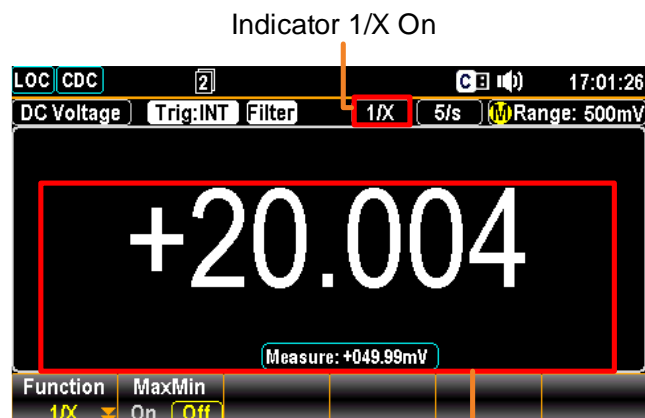 Indicator 1/X On
LOC CDC 2 C 17:01:26
DC Voltage Trig:INT Filter 1/X 5/s M Range: 500mV
+20.004
Measure: +049.99mV
Function MaxMin
1/X On Off